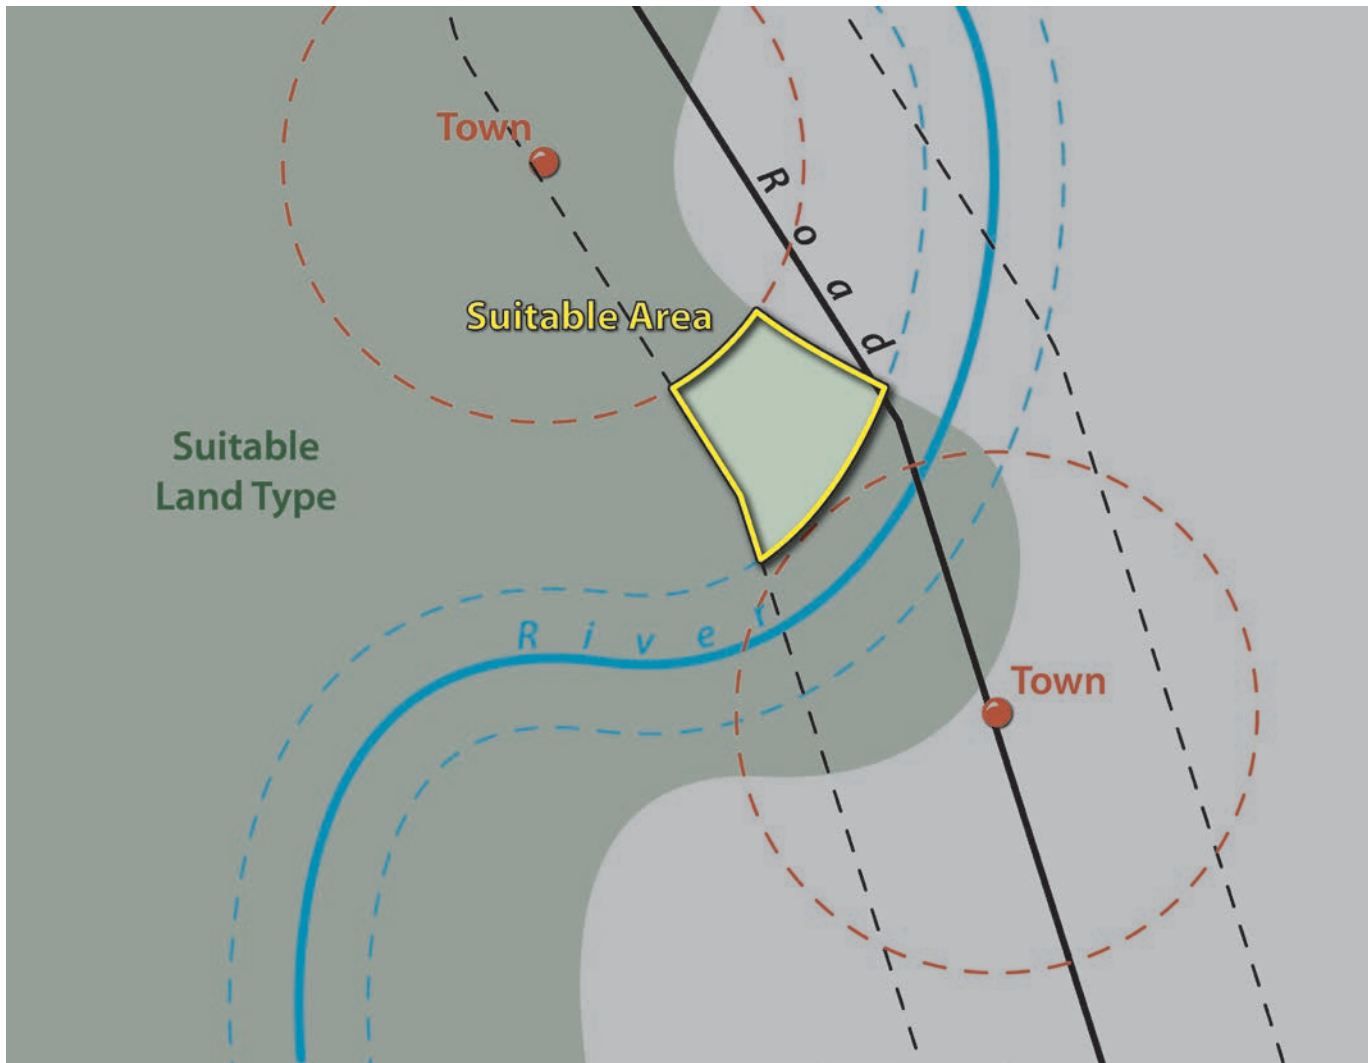 Town
Road
Suitable Area
Suitable
Land Type
River
Town